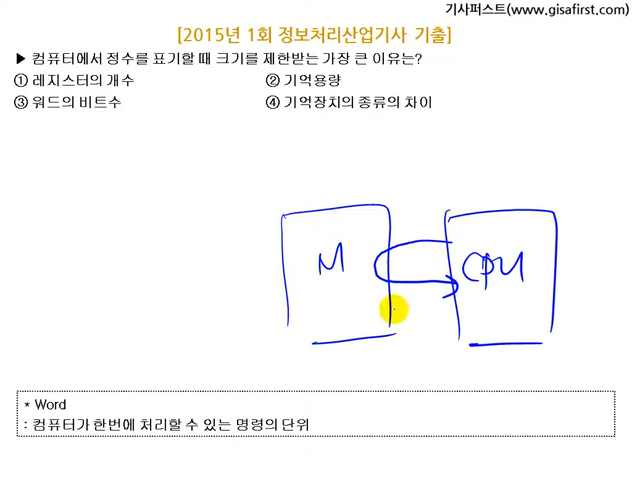 기사퍼스트(www.gisafirst.com)
[2015년 1회 정보처리산업기사 기출]
▶ 컴퓨터에서 정수를 표기할 때 크기를 제한받는 가장 큰 이유는?
① 레지스터의 개수 ② 기억용량
③ 워드의 비트수 ④ 기억장치의 종류의 차이
M CPU
* Word
: 컴퓨터가 한번에 처리할 수 있는 명령의 단위